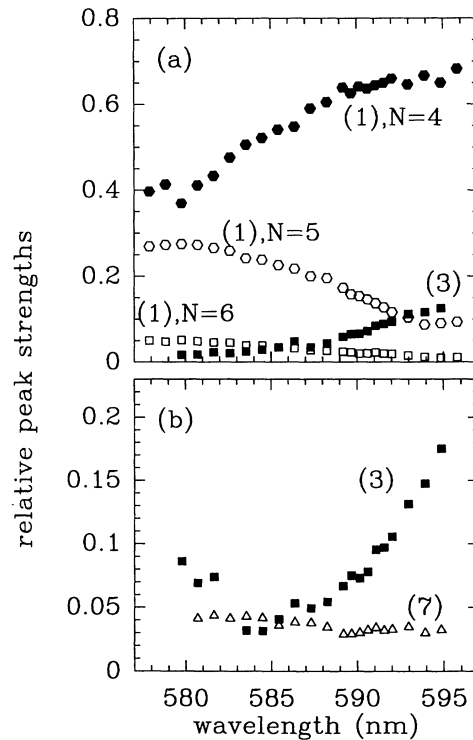 0.8
(a)
0.6
(1),N=4
0.4
(1),N=5
0.2
(3)
(1),N=6
0
relative peak strengths
0.2
(b)
(3)
0.15
0.1
(7)
0.05
0
580 585 590 595
wavelength (nm)